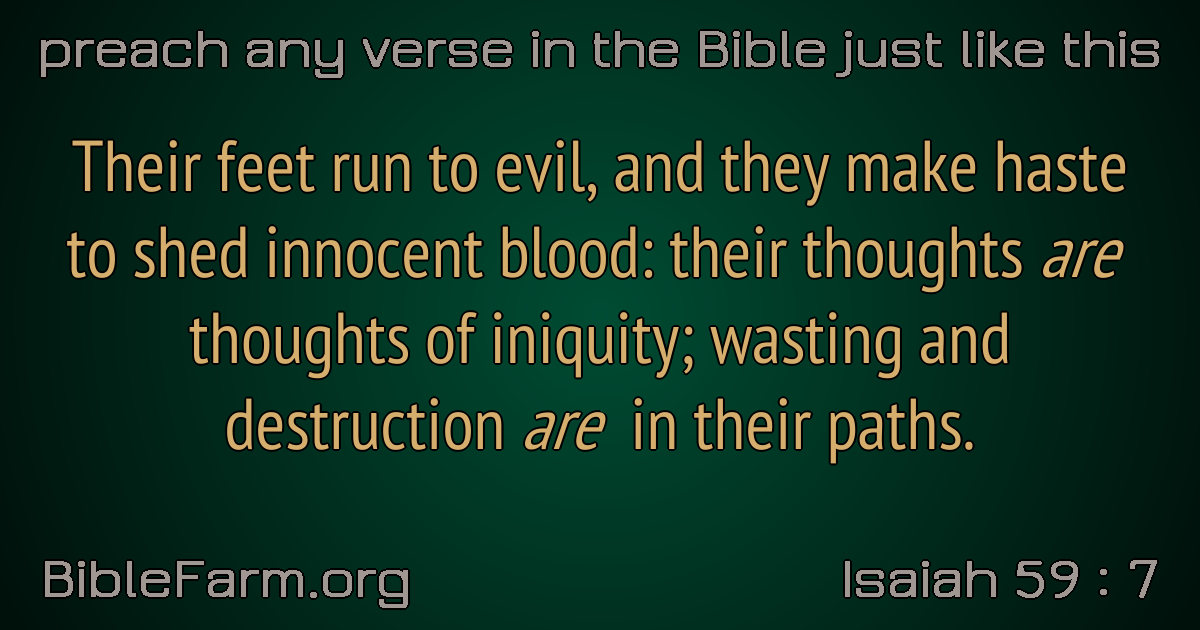 preach any verse in the Bible just like this
Their feet run to evil, and they make haste
to shed innocent blood: their thoughts are
thoughts of iniquity; wasting and
destruction are in their paths.
BibleFarm.org
Isaiah 59 : 7